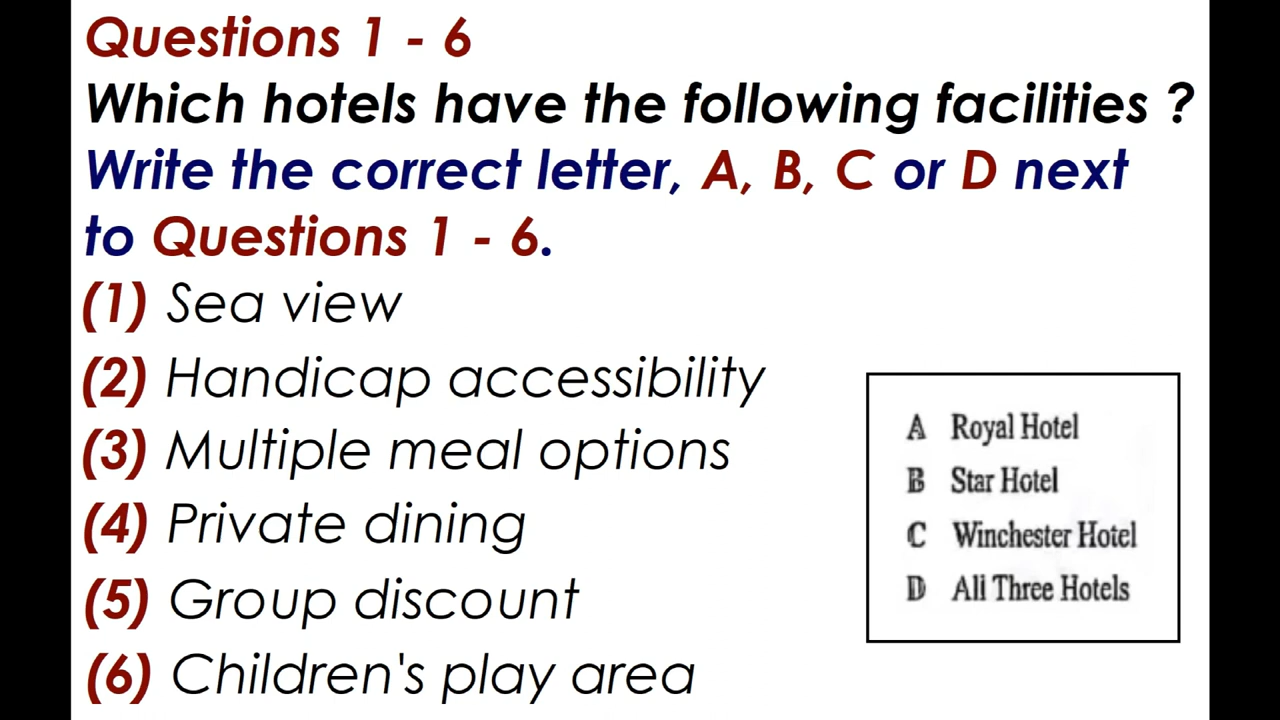 Questions 1 - 6
Which hotels have the following facilities ?
Write the correct letter, A, B, C or D next
to Questions 1 - 6.
(1) Sea view
(2) Handicap accessibility
(3) Multiple meal options
(4) Private dining
(5) Group discount
(6) Children's play area
A Royal Hotel
B Star Hotel
C Winchester Hotel
D All Three Hotels